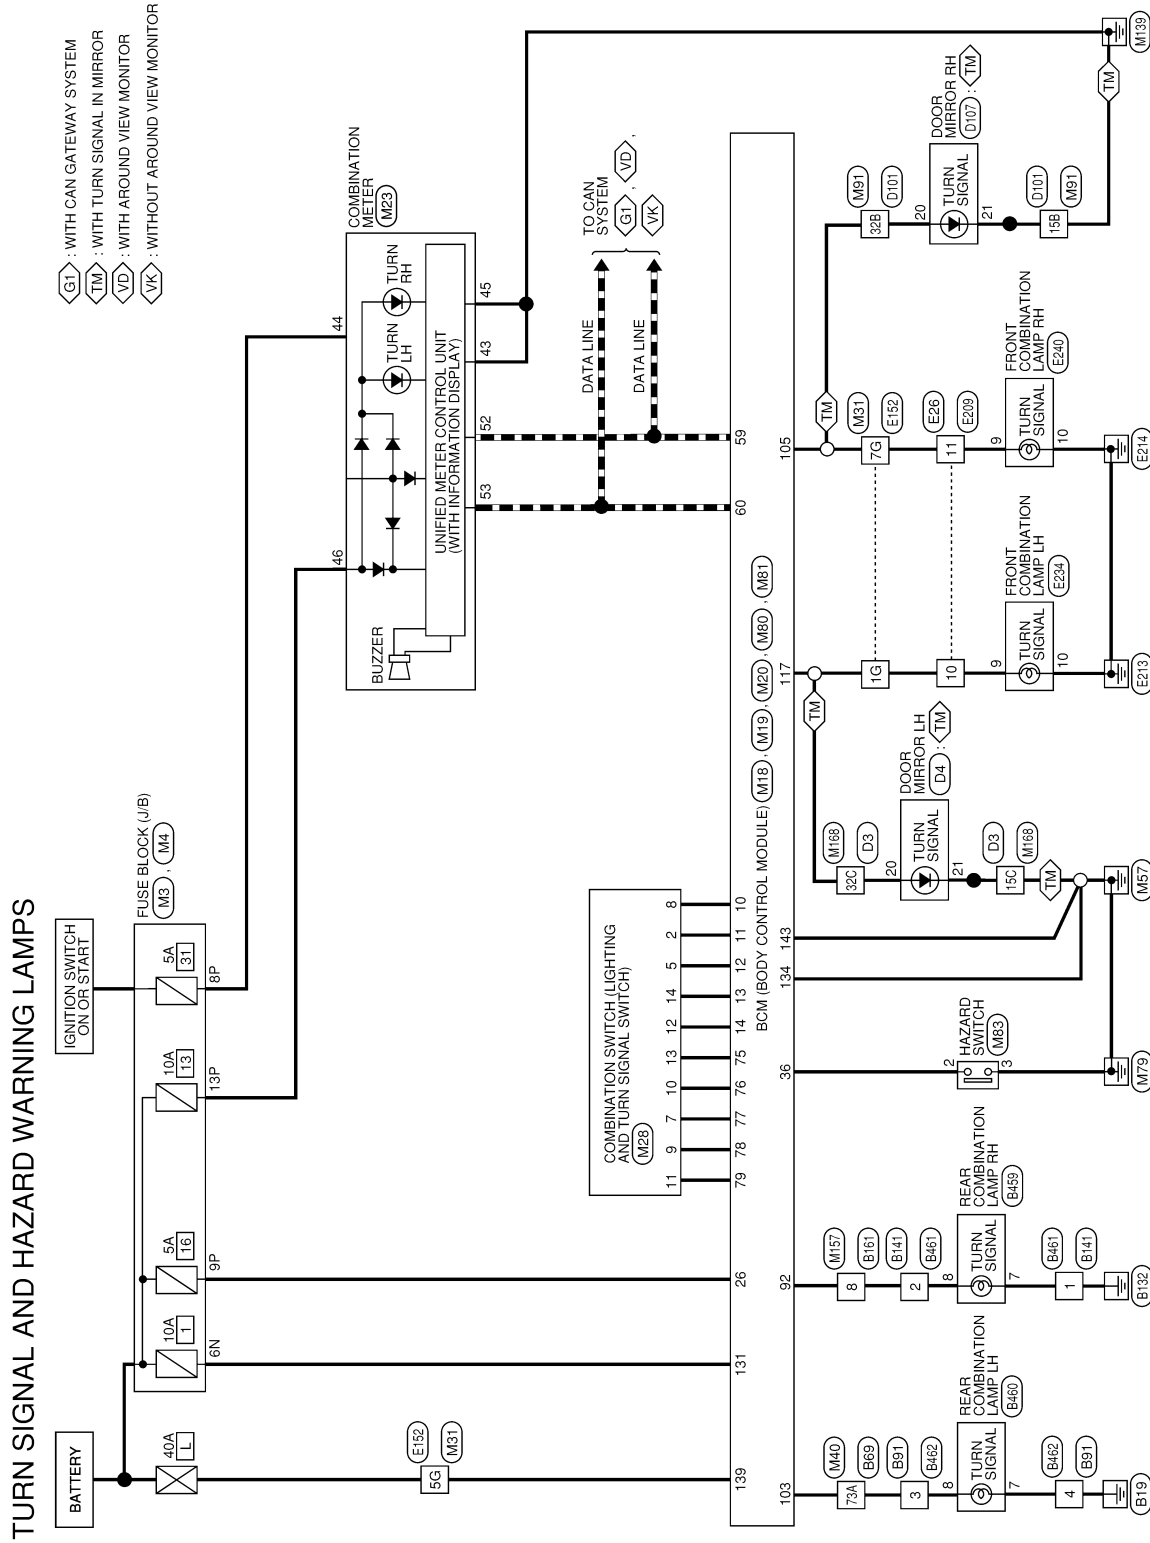 TURN SIGNAL AND HAZARD WARNING LAMPS
G1 : WITH CAN GATEWAY SYSTEM
TM : WITH TURN SIGNAL IN MIRROR
VD : WITH AROUND VIEW MONITOR
VK : WITHOUT AROUND VIEW MONITOR
BATTERY
IGNITION SWITCH
ON OR START
FUSE BLOCK (J/B)
M3 , M4
40A
L
10A
1
5A
16
10A
13
5A
31
6N
9P
13P
8P
E152
5G
M31
COMBINATION
METER
M23
46
44
BUZZER
TURN
LH
TURN
RH
UNIFIED METER CONTROL UNIT
(WITH INFORMATION DISPLAY)
53
52
43
45
DATA LINE
DATA LINE
TO CAN
SYSTEM
G1 , VD ,
VK
COMBINATION SWITCH (LIGHTING
AND TURN SIGNAL SWITCH)
M28
11
9
7
10
13
12
14
5
2
8
139
131
26
79
78
77
76
75
14
13
12
11
10
60
59
BCM (BODY CONTROL MODULE) M18 , M19 , M20 , M80 , M81
103
92
36
134
143
117
105
M40
73A
B69
B91
3
B462
8
TURN
SIGNAL
REAR
COMBINATION
LAMP LH
B460
7
B462
4
B91
B19
M157
8
B161
B141
2
B461
8
TURN
SIGNAL
REAR
COMBINATION
LAMP RH
B459
7
B461
1
B141
B132
2
HAZARD
SWITCH
M83
3
M79
TM
M168
32C
D3
20
TURN
SIGNAL
DOOR
MIRROR LH
D4 : TM
21
D3
15C
M168
TM
M57
1G
10
9
TURN
SIGNAL
FRONT
COMBINATION
LAMP LH
E234
10
E213
TM
M31
7G
E152
E26
11
E209
9
TURN
SIGNAL
FRONT
COMBINATION
LAMP RH
E240
10
E214
M91
32B
D101
20
TURN
SIGNAL
DOOR
MIRROR RH
D107 : TM
21
D101
15B
M91
TM
M139